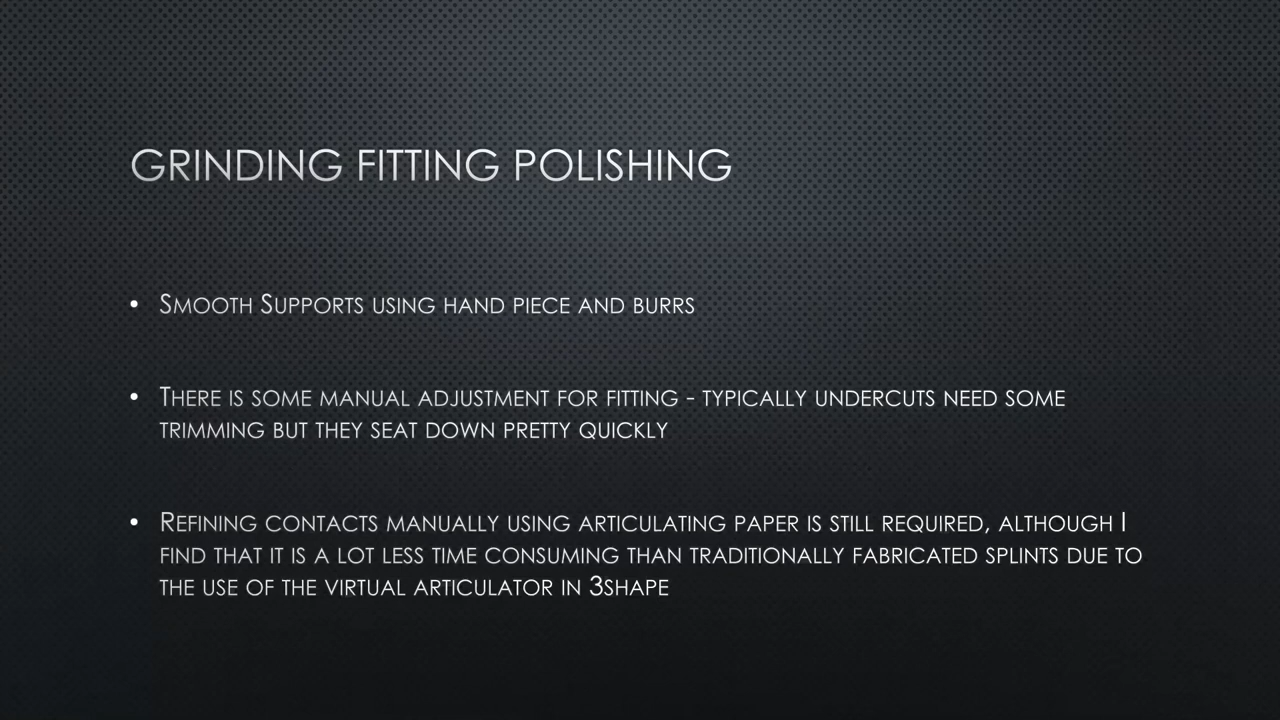 GRINDING FITTING POLISHING
• SMOOTH SUPPORTS USING HAND PIECE AND BURRS
• THERE IS SOME MANUAL ADJUSTMENT FOR FITTING - TYPICALLY UNDERCUTS NEED SOME
TRIMMING BUT THEY SEAT DOWN PRETTY QUICKLY
• REFINING CONTACTS MANUALLY USING ARTICULATING PAPER IS STILL REQUIRED, ALTHOUGH I
FIND THAT IT IS A LOT LESS TIME CONSUMING THAN TRADITIONALLY FABRICATED SPLINTS DUE TO
THE USE OF THE VIRTUAL ARTICULATOR IN 3SHAPE